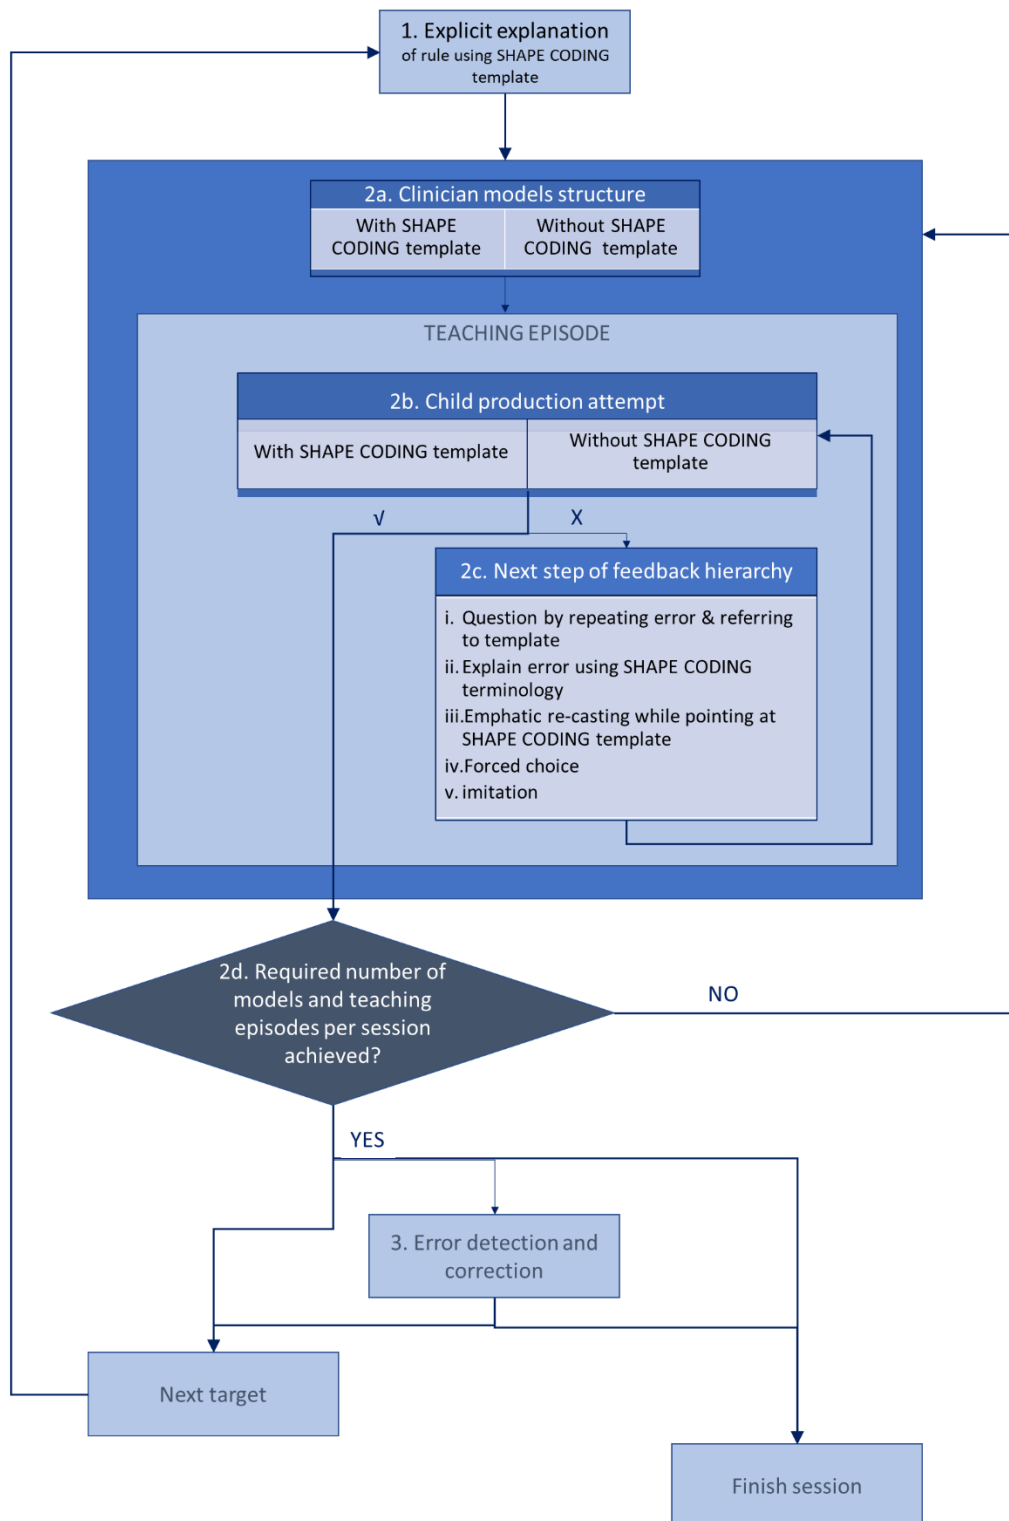 1. Explicit explanation
of rule using SHAPE CODING
template
2a. Clinician models structure
With SHAPE
CODING template
Without SHAPE
CODING template
TEACHING EPISODE
2b. Child production attempt
With SHAPE CODING template
Without SHAPE CODING
template
√
X
2c. Next step of feedback hierarchy
i. Question by repeating error & referring
to template
ii. Explain error using SHAPE CODING
terminology
iii.Emphatic re-casting while pointing at
SHAPE CODING template
iv.Forced choice
v. imitation
2d. Required number of
models and teaching
episodes per session
achieved?
NO
YES
3. Error detection and
correction
Next target
Finish session